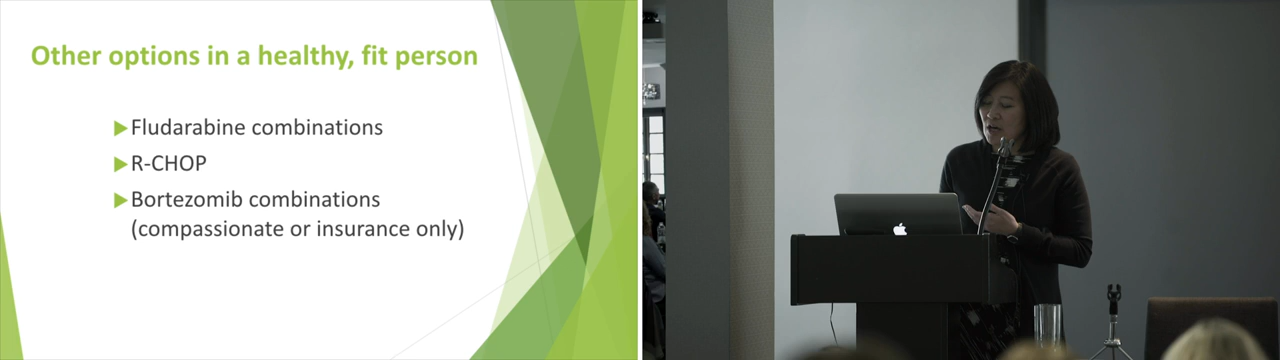 Other options in a healthy, fit person
Fludarabine combinations
R-CHOP
Bortezomib combinations
(compassionate or insurance only)